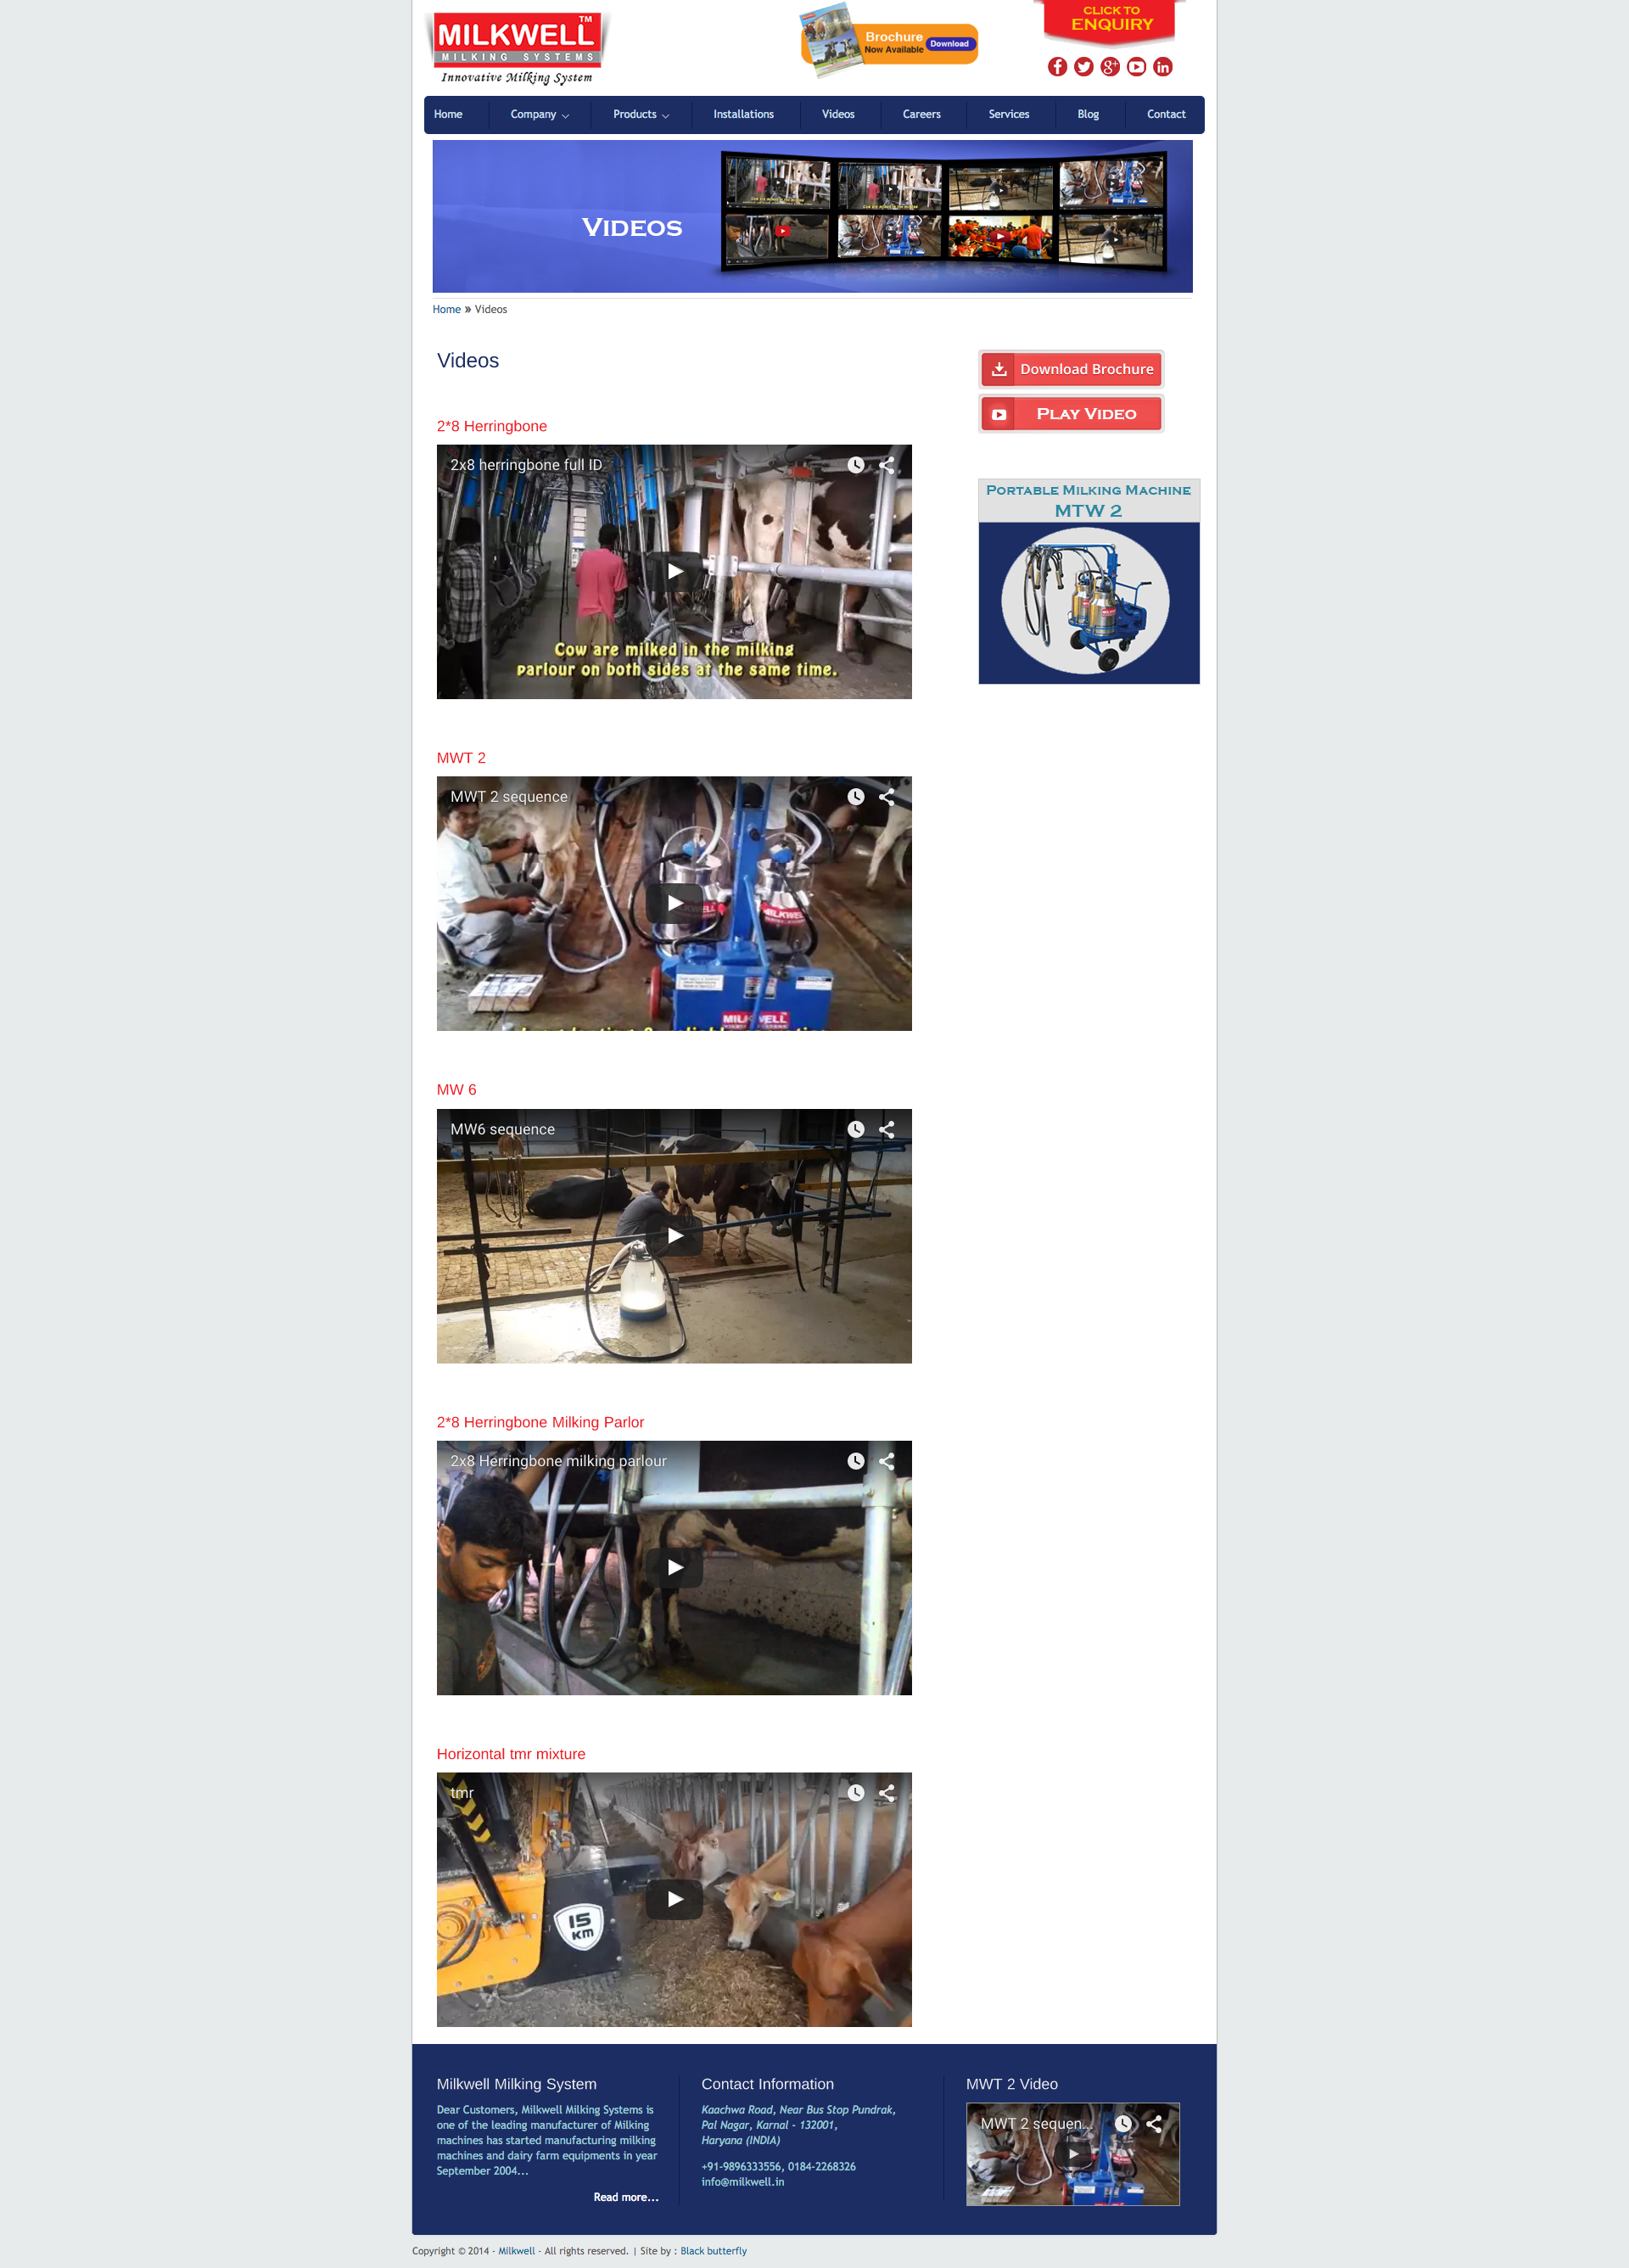 MILKWELL TM
MILKING SYSTEMS
Innovative Milking System
Brochure
Now Available Download
CLICK TO
ENQUIRY
Home Company Products Installations Videos Careers Services Blog Contact
VIDEOS
Home » Videos
Videos
Download Brochure
PLAY VIDEO
2*8 Herringbone
2x8 herringbone full ID
Cow are milked in the milking
parlour on both sides at the same time.
PORTABLE MILKING MACHINE
MTW 2
MWT 2
MWT 2 sequence
MILKWELL
MILKWELL
MW 6
MW6 sequence
2*8 Herringbone Milking Parlor
2x8 Herringbone milking parlour
Horizontal tmr mixture
tmr
15
KM
Milkwell Milking System
Dear Customers, Milkwell Milking Systems is
one of the leading manufacturer of Milking
machines has started manufacturing milking
machines and dairy farm equipments in year
September 2004...
Read more...
Contact Information
Kaachwa Road, Near Bus Stop Pundrak,
Pal Nagar, Karnal - 132001,
Haryana (INDIA)
+91-9896333556, 0184-2268326
info@milkwell.in
MWT 2 Video
MWT 2 sequen...
Copyright © 2014 - Milkwell - All rights reserved. | Site by : Black butterfly